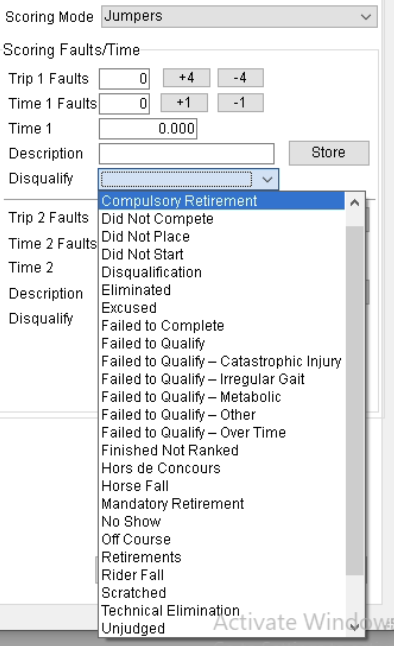 Scoring Mode Jumpers
Scoring Faults/Time
Trip 1 Faults 0 +4 -4
Time 1 Faults 0 +1 -1
Time 1 0.000
Description Store
Disqualify
Compulsory Retirement
Did Not Compete
Trip 2 Faults
Did Not Place
Time 2 Faults
Did Not Start
Time 2
Disqualification
Eliminated
Description
Excused
Disqualify
Failed to Complete
Failed to Qualify
Failed to Qualify – Catastrophic Injury
Failed to Qualify – Irregular Gait
Failed to Qualify – Metabolic
Failed to Qualify – Other
Failed to Qualify – Over Time
Finished Not Ranked
Hors de Concours
Horse Fall
Mandatory Retirement
No Show
Off Course
Retirements
Rider Fall
Scratched
Technical Elimination
Unjudged
Activate Windows